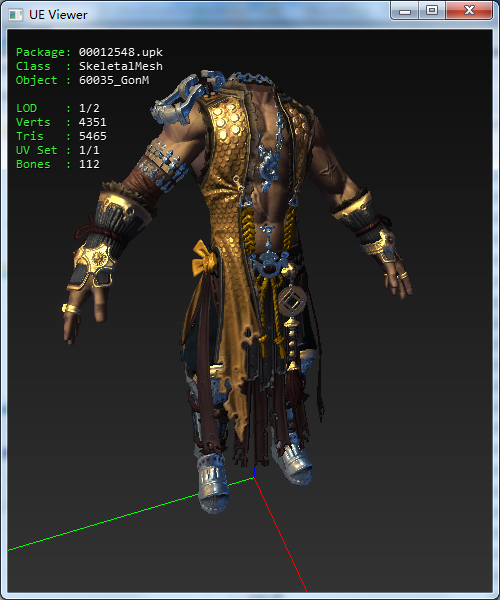 UE Viewer
Package: 00012548.upk
Class : SkeletalMesh
Object : 60035_GonM
LOD : 1/2
Verts : 4351
Tris : 5465
UV Set : 1/1
Bones : 112